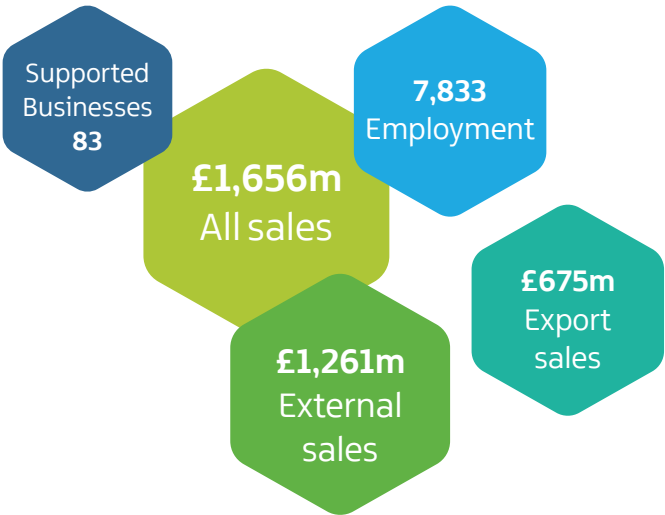 Supported
Businesses
83
7,833
Employment
£1,656m
All sales
£675m
Export
sales
£1,261m
External
sales